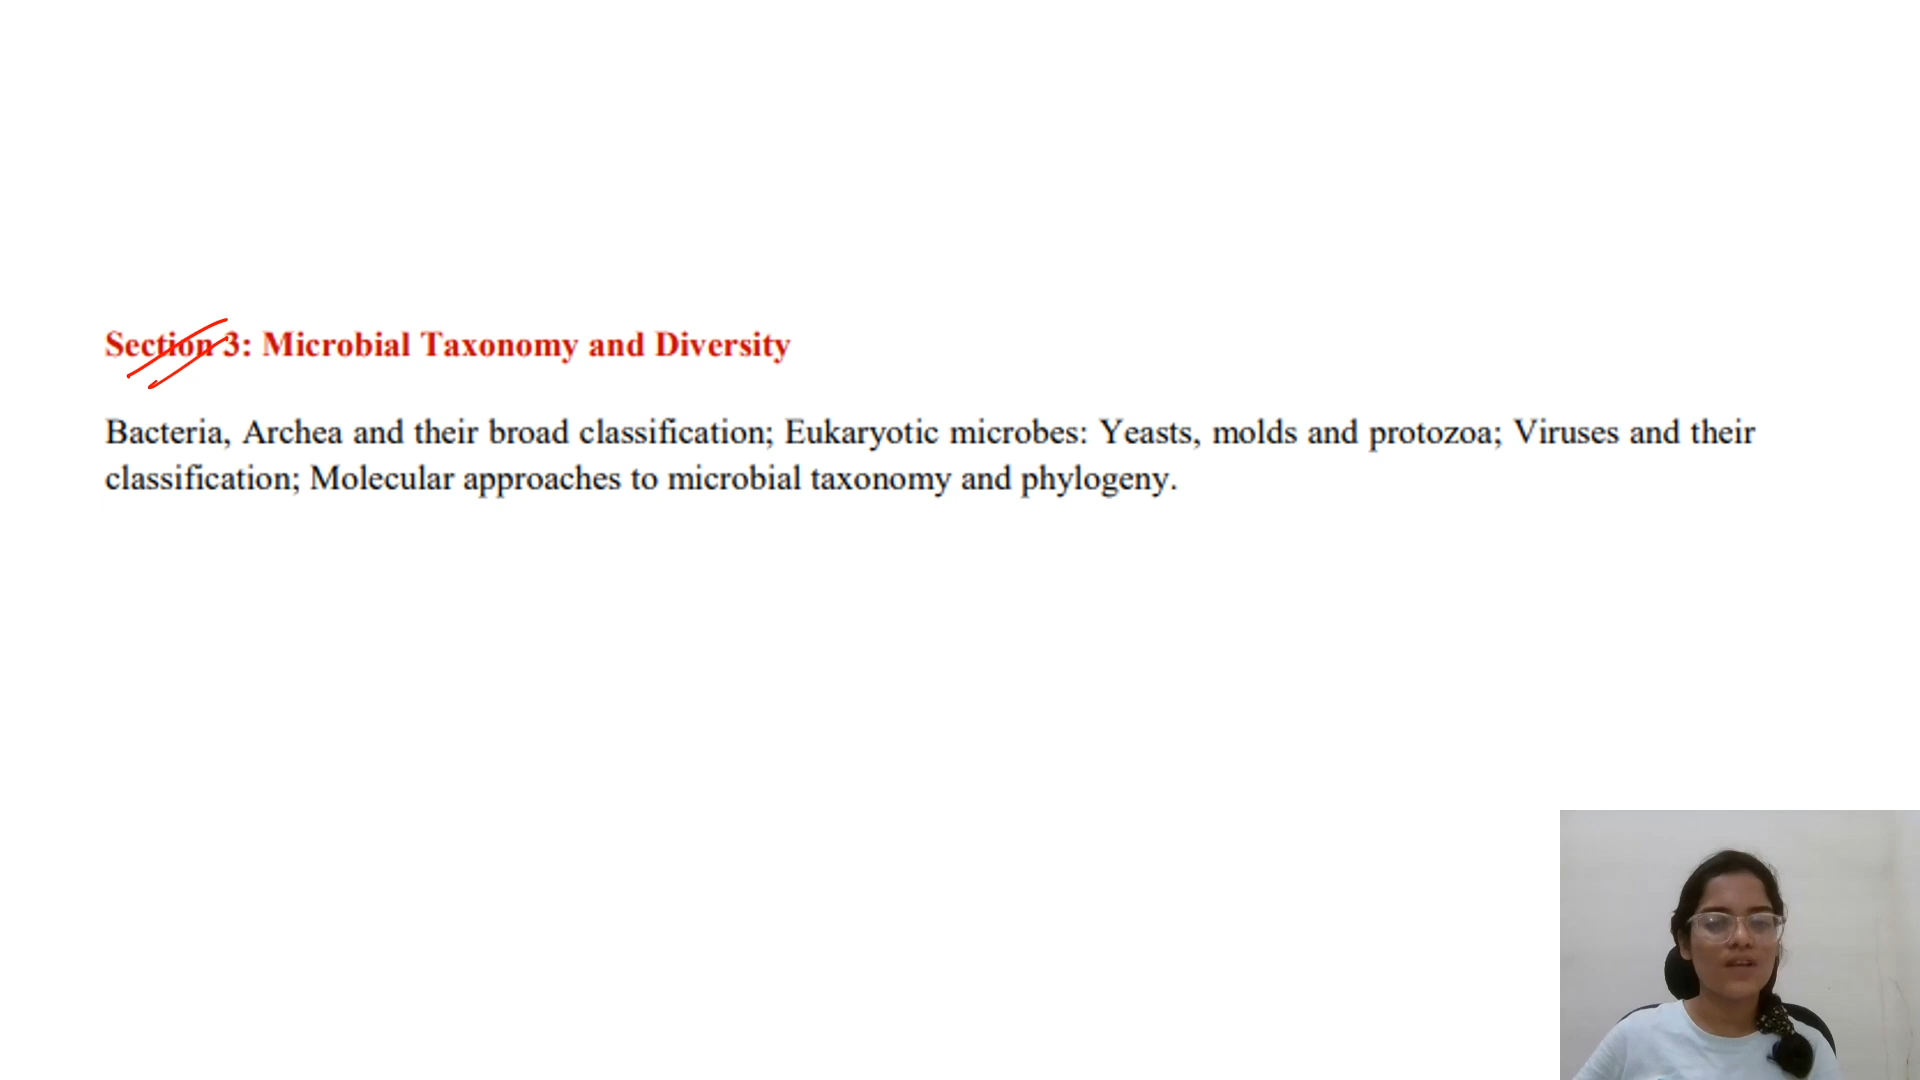 Section 3: Microbial Taxonomy and Diversity
Bacteria, Archea and their broad classification; Eukaryotic microbes: Yeasts, molds and protozoa; Viruses and their
classification; Molecular approaches to microbial taxonomy and phylogeny.